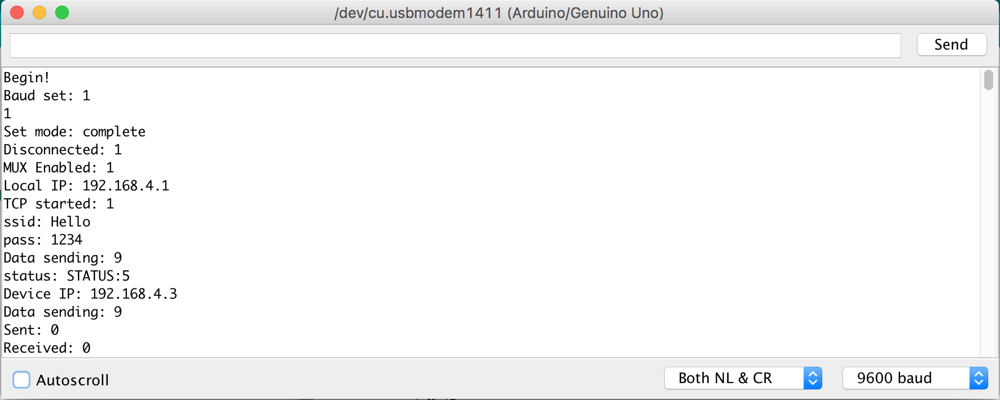 /dev/cu.usbmodem1411 (Arduino/Genuino Uno)
Send
Begin!
Baud set: 1
1
Set mode: complete
Disconnected: 1
MUX Enabled: 1
Local IP: 192.168.4.1
TCP started: 1
ssid: Hello
pass: 1234
Data sending: 9
status: STATUS:5
Device IP: 192.168.4.3
Data sending: 9
Sent: 0
Received: 0
Autoscroll
Both NL & CR
9600 baud